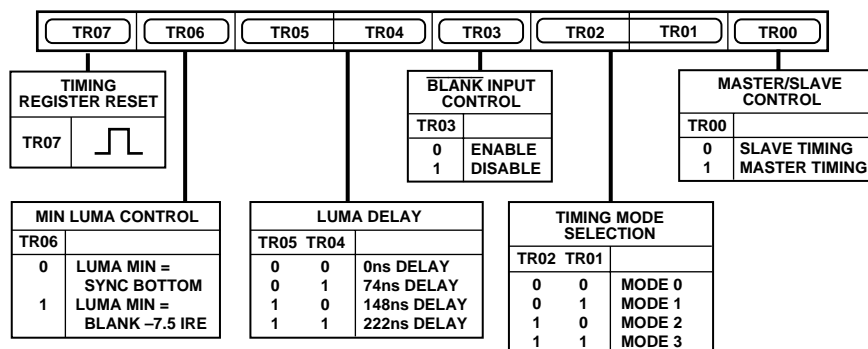 TR07 TR06 TR05 TR04 TR03 TR02 TR01 TR00
TIMING
REGISTER RESET
TR07
BLANK INPUT
CONTROL
TR03
0 ENABLE
1 DISABLE
MASTER/SLAVE
CONTROL
TR00
0 SLAVE TIMING
1 MASTER TIMING
MIN LUMA CONTROL
TR06
0 LUMA MIN =
SYNC BOTTOM
1 LUMA MIN =
BLANK –7.5 IRE
LUMA DELAY
TR05 TR04
0 0 0ns DELAY
0 1 74ns DELAY
1 0 148ns DELAY
1 1 222ns DELAY
TIMING MODE
SELECTION
TR02 TR01
0 0 MODE 0
0 1 MODE 1
1 0 MODE 2
1 1 MODE 3